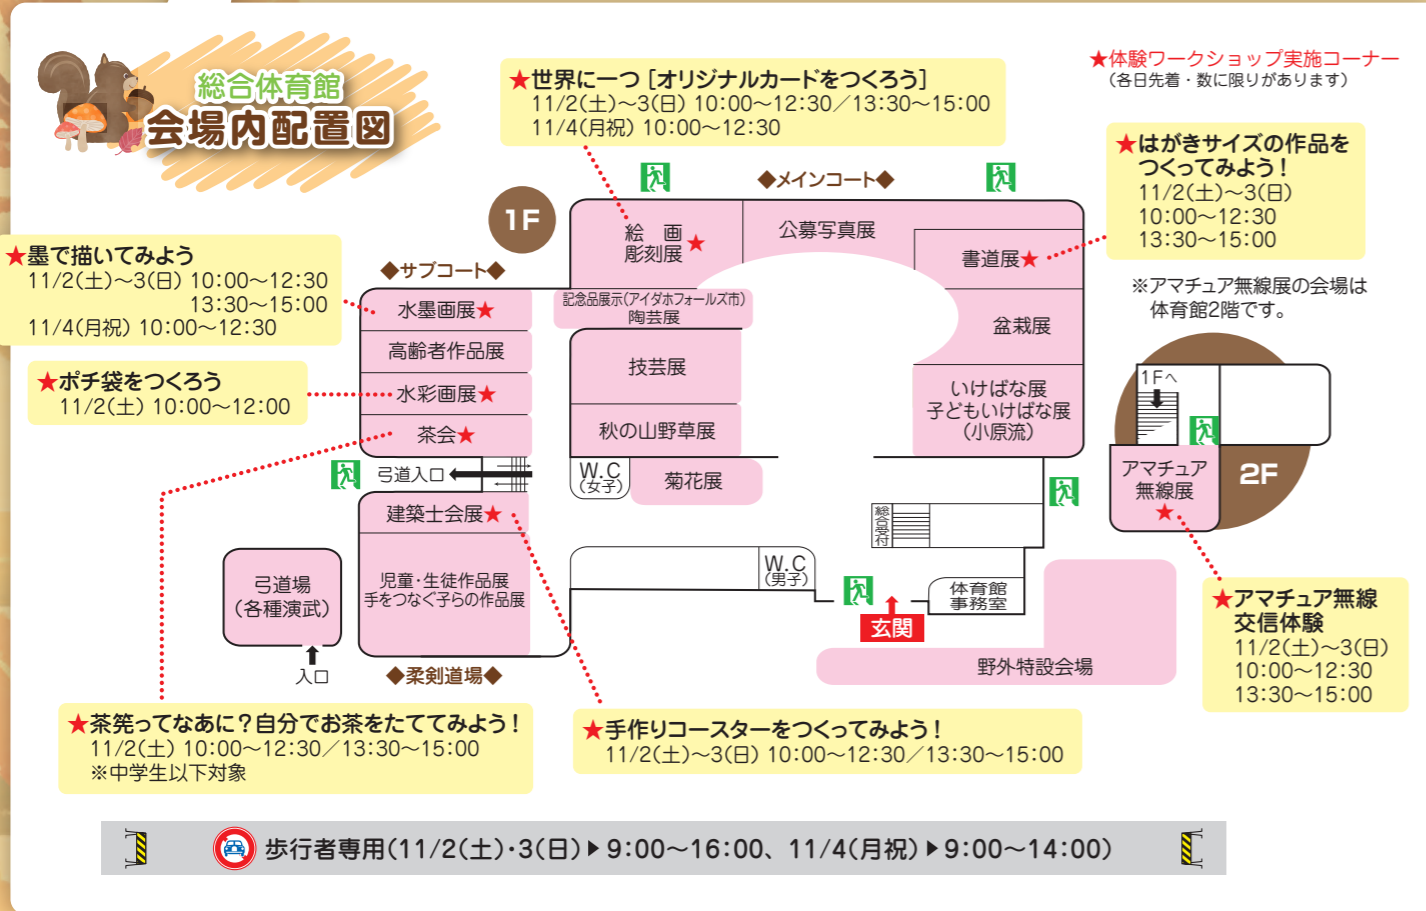 総合体育館
会場内配置図
★体験ワークショップ実施コーナー
(各日先着・数に限りがあります)
★世界に一つ [オリジナルカードをつくろう]
11/2(土)～3(日) 10:00～12:30／13:30～15:00
11/4(月祝) 10:00～12:30
★はがきサイズの作品を
つくってみよう!
11/2(土)～3(日)
10:00～12:30
13:30～15:00
※アマチュア無線展の会場は
体育館2階です。
1F
◆メインコート◆
絵　画
彫刻展★
公募写真展
書道展★
★墨で描いてみよう
11/2(土)～3(日) 10:00～12:30
13:30～15:00
11/4(月祝) 10:00～12:30
◆サブコート◆
水墨画展★
高齢者作品展
水彩画展★
茶会★
★ポチ袋をつくろう
11/2(土) 10:00～12:00
記念品展示(アイダホフォールズ市)
陶芸展
技芸展
秋の山野草展
盆栽展
いけばな展
子どもいけばな展
(小原流)
弓道入口
W.C
(女子)
菊花展
建築士会展★
児童・生徒作品展
手をつなぐ子らの作品展
弓道場
(各種演武)
入口
◆柔剣道場◆
総合受付
W.C
(男子)
体育館
事務室
玄関
野外特設会場
1Fへ
2F
アマチュア
無線展
★
★アマチュア無線
交信体験
11/2(土)～3(日)
10:00～12:30
13:30～15:00
★茶筅ってなあに?自分でお茶をたててみよう!
11/2(土) 10:00～12:30／13:30～15:00
※中学生以下対象
★手作りコースターをつくってみよう!
11/2(土)～3(日) 10:00～12:30／13:30～15:00
歩行者専用(11/2(土)・3(日)▶9:00～16:00、11/4(月祝)▶9:00～14:00)